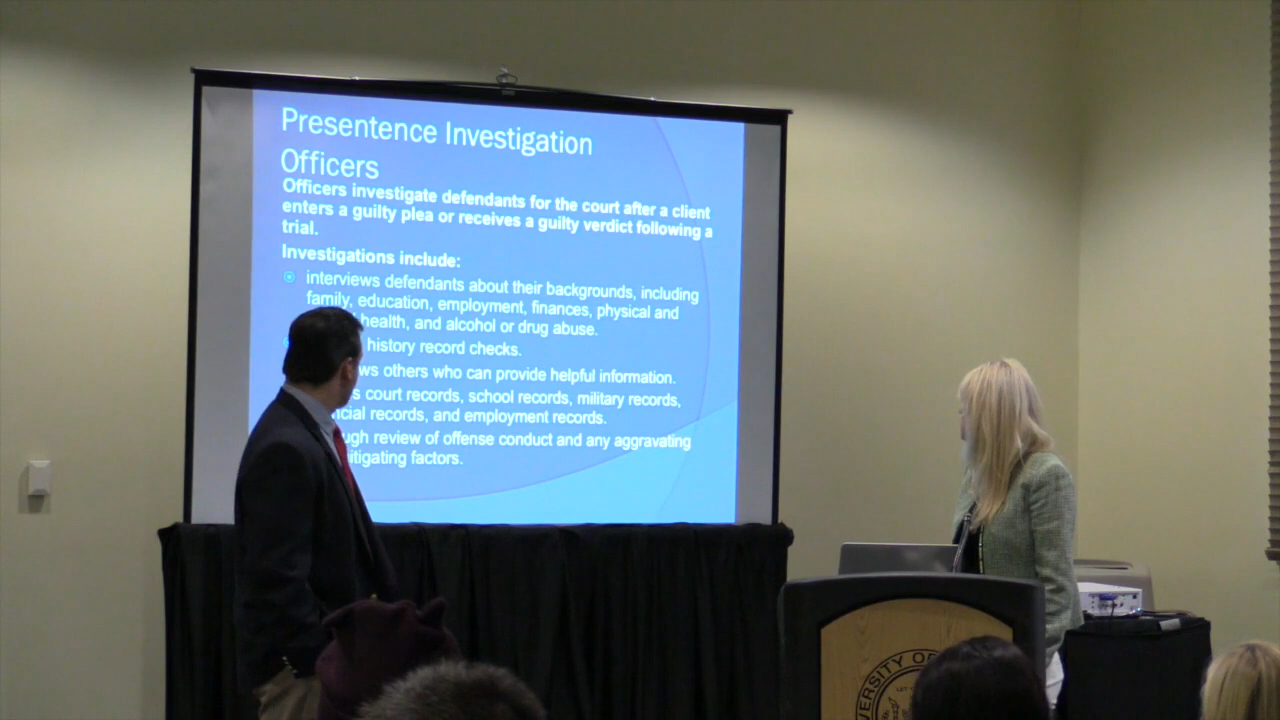 Presentence Investigation
Officers
Officers investigate defendants for the court after a client
enters a guilty plea or receives a guilty verdict following a
trial.
Investigations include:
interviews defendants about their backgrounds, including
family, education, employment, finances, physical and
health, and alcohol or drug abuse.
history record checks.
others who can provide helpful information.
court records, school records, military records,
records, and employment records.
review of offense conduct and any aggravating
factors.
UNIVERSITY OF
LET